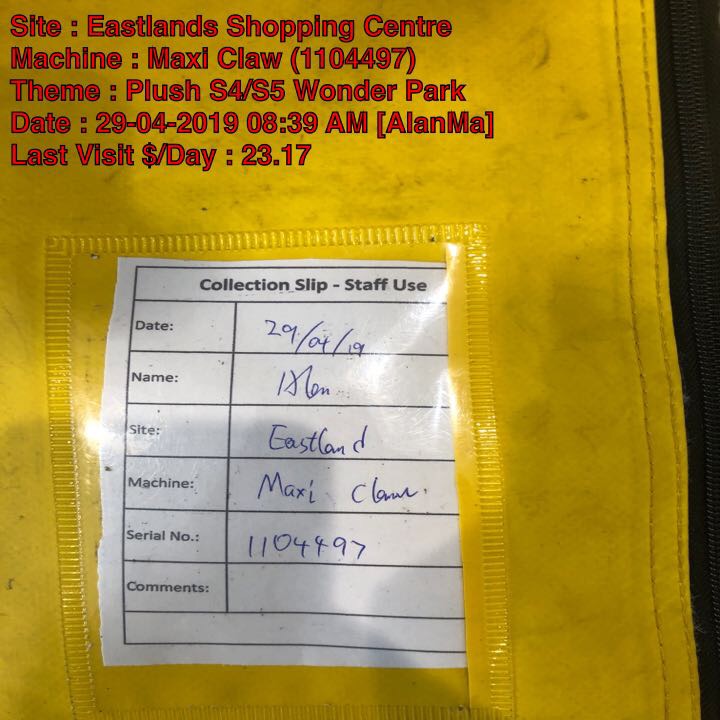 Site : Eastlands Shopping Centre
Machine : Maxi Claw (1104497)
Theme : Plush S4/S5 Wonder Park
Date : 29-04-2019 08:39 AM [AlanMa]
Last Visit $/Day : 23.17
Collection Slip - Staff Use
Date: 29/04/19
Name: Alan
Site: Eastland
Machine: Maxi Claw
Serial No.: 1104497
Comments: